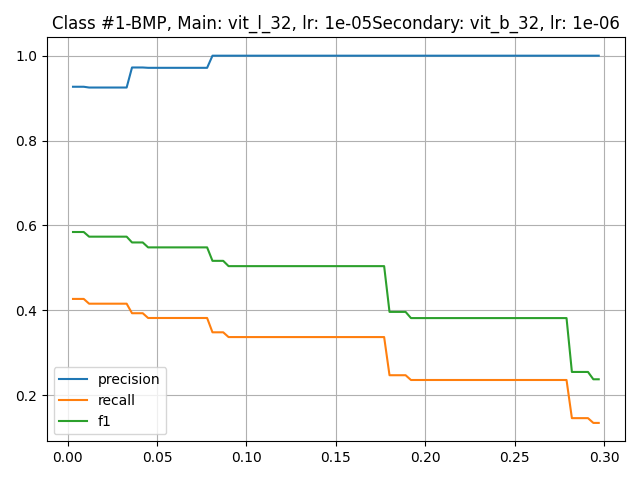 Class #1-BMP, Main: vit_l_32, lr: 1e-05Secondary: vit_b_32, lr: 1e-06
1.0
0.8
0.6
0.4
0.2
precision
recall
f1
0.00 0.05 0.10 0.15 0.20 0.25 0.30